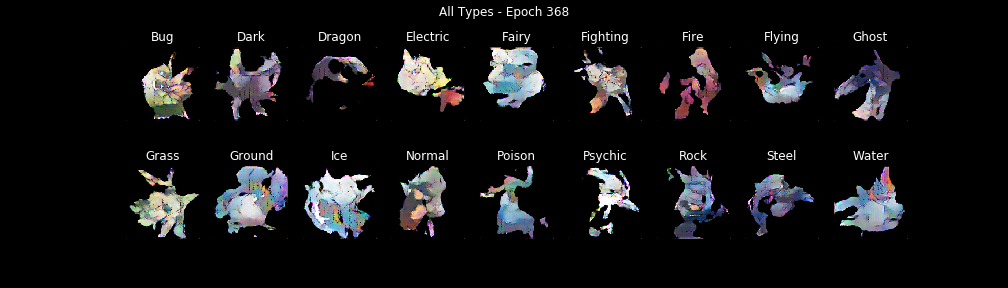 All Types - Epoch 368
Bug Dark Dragon Electric Fairy Fighting Fire Flying Ghost
Grass Ground Ice Normal Poison Psychic Rock Steel Water